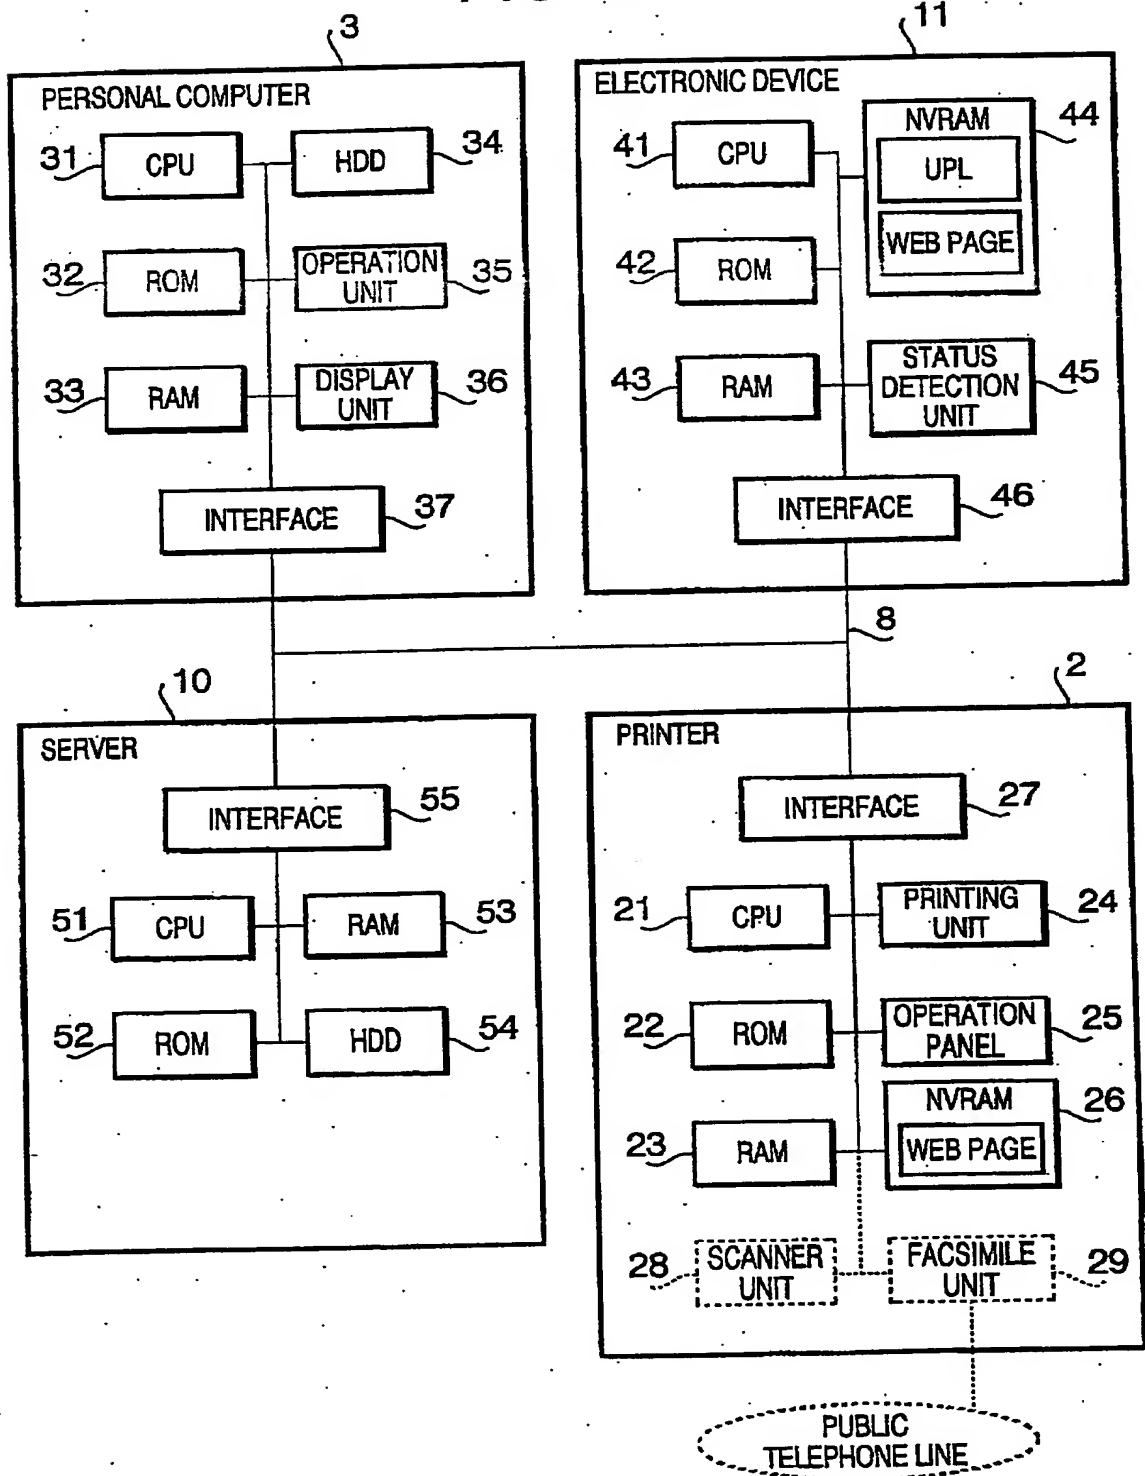 3
PERSONAL COMPUTER
31 CPU HDD 34
32 ROM OPERATION UNIT 35
33 RAM DISPLAY UNIT 36
INTERFACE 37
11
ELECTRONIC DEVICE
41 CPU NVRAM 44
UPL
WEB PAGE
42 ROM
43 RAM STATUS DETECTION UNIT 45
INTERFACE 46
8
10
SERVER
INTERFACE 55
51 CPU RAM 53
52 ROM HDD 54
2
PRINTER
INTERFACE 27
21 CPU PRINTING UNIT 24
22 ROM OPERATION PANEL 25
23 RAM NVRAM 26
WEB PAGE
28 SCANNER UNIT FACSIMILE UNIT 29
PUBLIC
TELEPHONE LINE